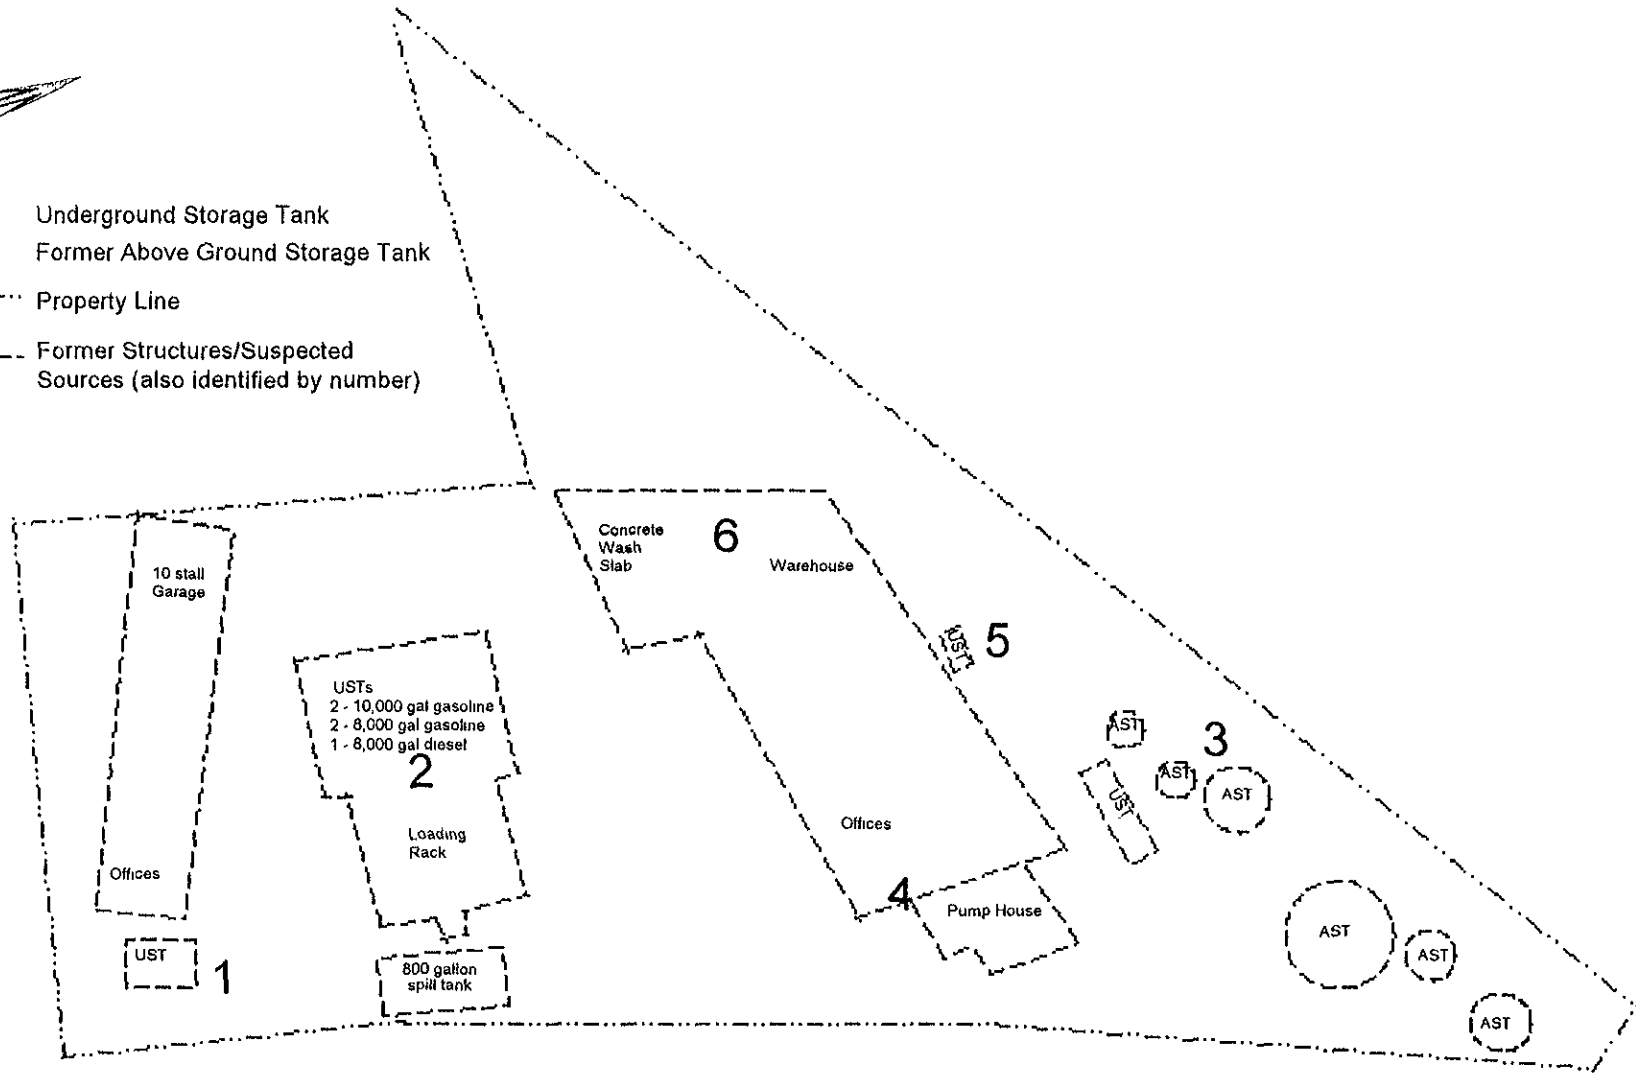 Underground Storage Tank
Former Above Ground Storage Tank
Property Line
Former Structures/Suspected
Sources (also identified by number)
Concrete
Wash
Slab
6
Warehouse
10 stall
Garage
UST
5
USTs
2 - 10,000 gal gasoline
2 - 8,000 gal gasoline
1 - 8,000 gal diesel
2
AST
3
AST
AST
UST
Loading
Rack
Offices
Offices
4
Pump House
AST
AST
UST
1
800 gallon
spill tank
AST